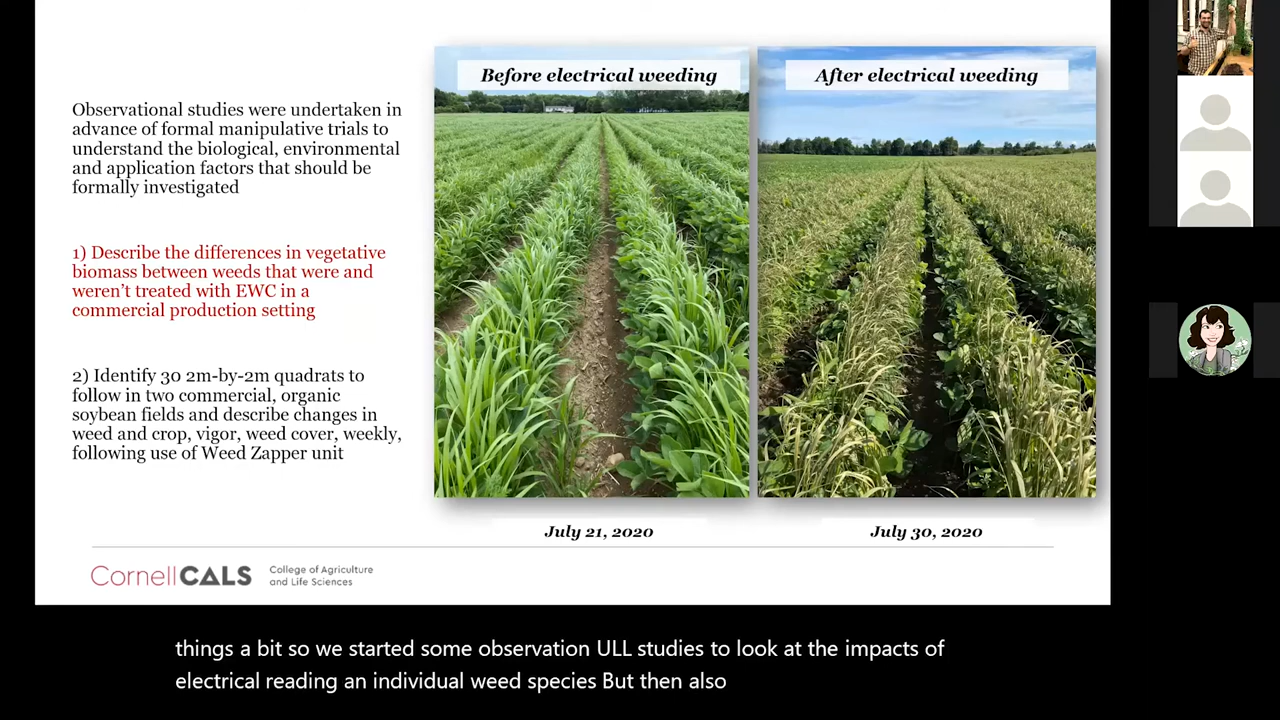 Observational studies were undertaken in
advance of formal manipulative trials to
understand the biological, environmental
and application factors that should be
formally investigated
1) Describe the differences in vegetative
biomass between weeds that were and
weren't treated with EWC in a
commercial production setting
2) Identify 30 2m-by-2m quadrats to
follow in two commercial, organic
soybean fields and describe changes in
weed and crop, vigor, weed cover, weekly,
following use of Weed Zapper unit
Before electrical weeding
After electrical weeding
July 21, 2020
July 30, 2020
CornellCALS
College of Agriculture
and Life Sciences
things a bit so we started some observation ULL studies to look at the impacts of
electrical reading an individual weed species But then also